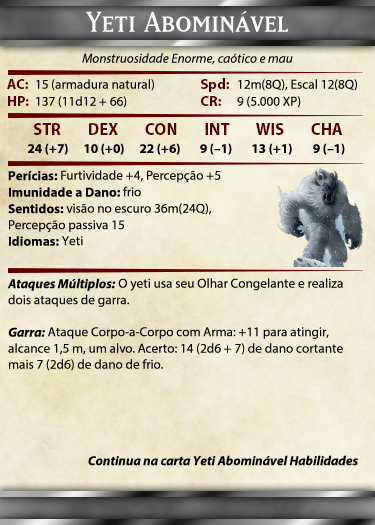 Yeti Abominável
Monstruosidade Enorme, caótico e mau
AC: 15 (armadura natural) Spd: 12m(8Q), Escal 12(8Q)
HP: 137 (11d12 + 66) CR: 9 (5.000 XP)
STR DEX CON INT WIS CHA
24 (+7) 10 (+0) 22 (+6) 9 (–1) 13 (+1) 9 (–1)
Perícias: Furtividade +4, Percepção +5
Imunidade a Dano: frio
Sentidos: visão no escuro 36m(24Q),
Percepção passiva 15
Idiomas: Yeti
Ataques Múltiplos: O yeti usa seu Olhar Congelante e realiza
dois ataques de garra.
Garra: Ataque Corpo-a-Corpo com Arma: +11 para atingir,
alcance 1,5 m, um alvo. Acerto: 14 (2d6 + 7) de dano cortante
mais 7 (2d6) de dano de frio.
Continua na carta Yeti Abominável Habilidades